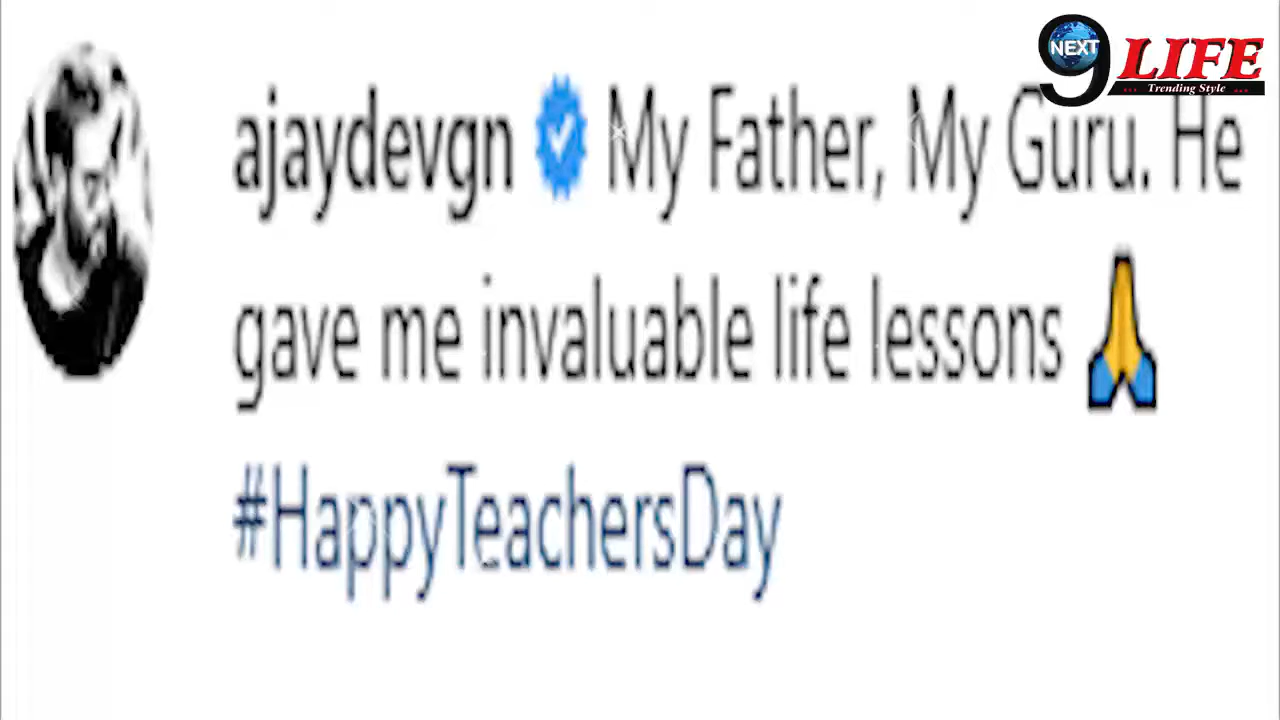 9 NEXT LIFE
... Trending Style ...
ajaydevgn My Father, My Guru. He
gave me invaluable life lessons 🙏
#HappyTeachersDay